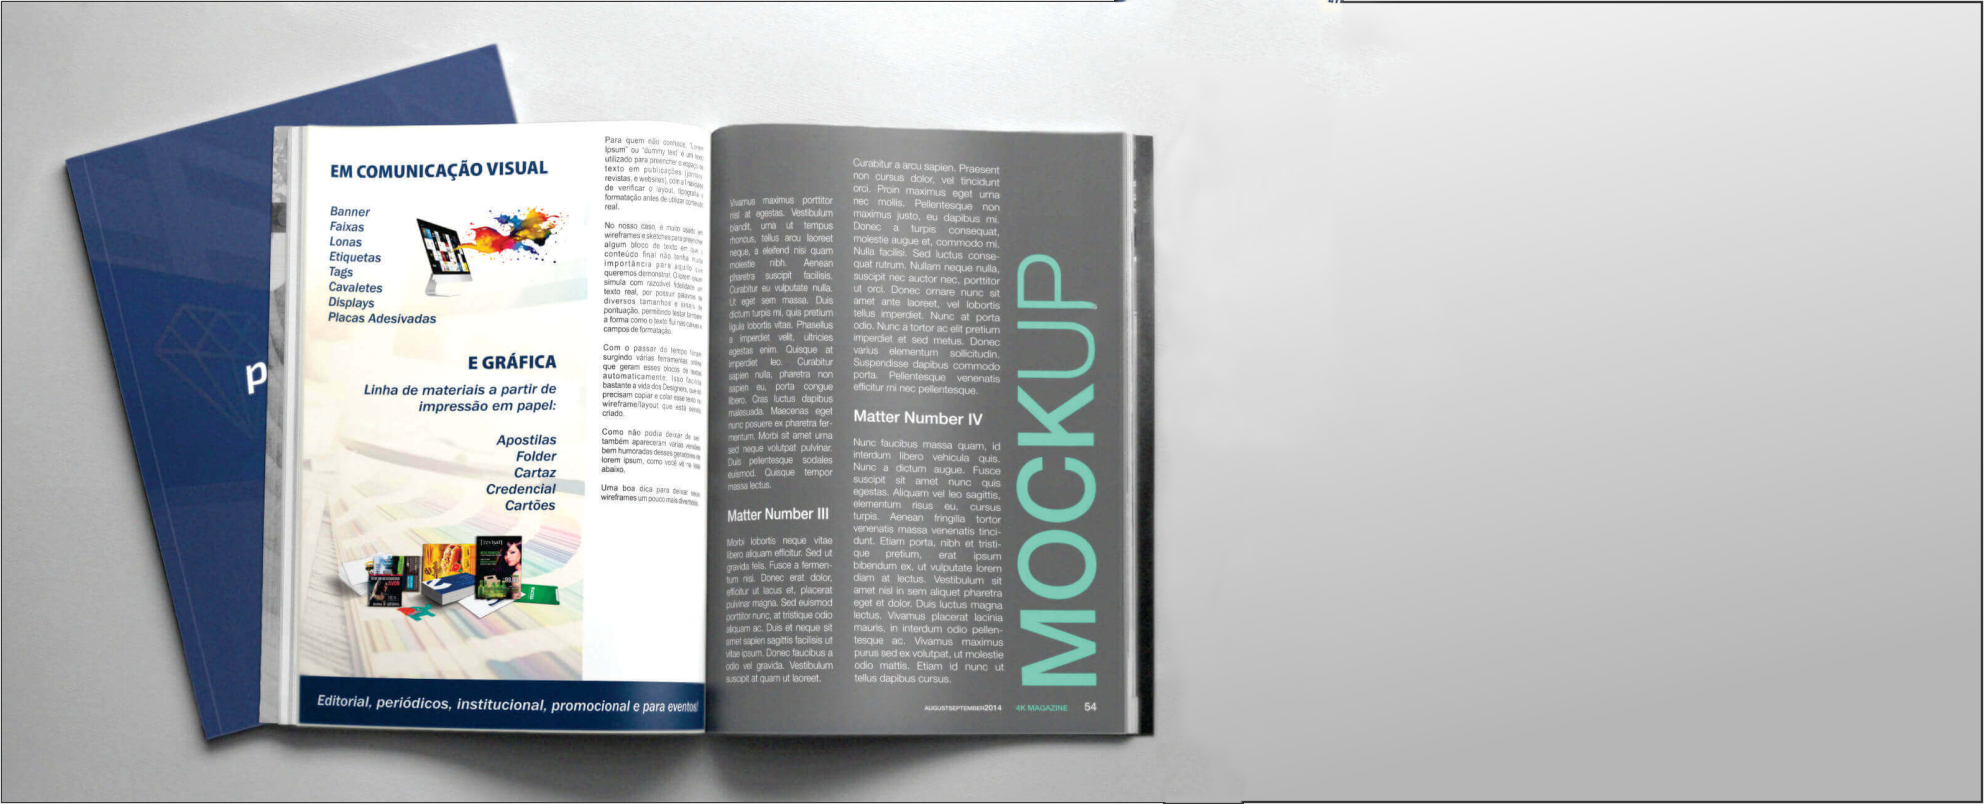 EM COMUNICAÇÃO VISUAL
Banner
Faixas
Lonas
Etiquetas
Tags
Cavaletes
Displays
Placas Adesivadas
E GRÁFICA
Linha de materiais a partir de
impressão em papel:
Apostilas
Folder
Cartaz
Credencial
Cartões
Editorial, periódicos, institucional, promocional e para eventos!
p
Para quem não conhece, "Lorem
Ipsum" ou "dummy text" é um texto
utilizado para preencher o espaço de
texto em publicações (jornais,
revistas, e websites), com a finalidade
de verificar o layout, tipografia e
formatação antes de utilizar conteúdo
real.
No nosso caso, é muito usado em
wireframes e sketches para preencher
algum bloco de texto em que o
conteúdo final não tenha muita
importância para aquilo que
queremos demonstrar. O lorem ipsum
simula com razoável fidelidade um
texto real, por possuir palavras de
diversos tamanhos e sinais de
pontuação, permitindo testar também
a forma como o texto flui nas caixas e
campos de formatação.
Com o passar do tempo foram
surgindo várias ferramentas online
que geram esses blocos de textos
automaticamente. Isso facilita
bastante a vida dos Designers, que só
precisam copiar e colar esse texto no
wireframe/layout que está sendo
criado.
Como não podia deixar de ser,
também apareceram várias versões
bem humoradas desses geradores de
lorem ipsum, como você vê na lista
abaixo.
Uma boa dica para deixar seus
wireframes um pouco mais divertidos.
Vivamus maximus porttitor
nisl at egestas. Vestibulum
blandit, urna ut tempus
rhoncus, tellus arcu laoreet
neque, a eleifend nisi quam
molestie nibh. Aenean
pharetra suscipit facilisis.
Curabitur eu vulputate nulla.
Ut eget sem massa. Duis
dictum turpis mi, quis pretium
ligula lobortis vitae. Phasellus
a imperdiet velit, ultricies
egestas enim. Quisque at
imperdiet leo. Curabitur
sapien nulla, pharetra non
sapien eu, porta congue
libero. Cras luctus dapibus
malesuada. Maecenas eget
nunc posuere ex pharetra fer-
mentum. Morbi sit amet urna
sed neque volutpat pulvinar.
Duis pellentesque sodales
euismod. Quisque tempor
massa lectus.
Matter Number III
Morbi lobortis neque vitae
libero aliquam efficitur. Sed ut
gravida felis. Fusce a fermen-
tum nisi. Donec erat dolor,
efficitur ut lacus et, placerat
pulvinar magna. Sed euismod
porttitor nunc, at tristique odio
aliquam ac. Duis et neque sit
amet sapien sagittis facilisis ut
vitae ipsum. Donec faucibus a
odio vel gravida. Vestibulum
suscipit at quam ut laoreet.
Curabitur a arcu sapien. Praesent
non cursus dolor, vel tincidunt
orci. Proin maximus eget urna
nec mollis. Pellentesque non
maximus justo, eu dapibus mi.
Donec a turpis consequat,
molestie augue et, commodo mi.
Nulla facilisi. Sed luctus conse-
quat rutrum. Nullam neque nulla,
suscipit nec auctor nec, porttitor
ut orci. Donec ornare nunc sit
amet ante laoreet, vel lobortis
tellus imperdiet. Nunc at porta
odio. Nunc a tortor ac elit pretium
imperdiet et sed metus. Donec
varius elementum sollicitudin.
Suspendisse dapibus commodo
porta. Pellentesque venenatis
efficitur mi nec pellentesque.
Matter Number IV
Nunc faucibus massa quam, id
interdum libero vehicula quis.
Nunc a dictum augue. Fusce
suscipit sit amet nunc quis
egestas. Aliquam vel leo sagittis,
elementum risus eu, cursus
turpis. Aenean fringilla tortor
venenatis massa venenatis tinci-
dunt. Etiam porta, nibh et tristi-
que pretium, erat ipsum
bibendum ex, ut vulputate lorem
diam at lectus. Vestibulum sit
amet nisl in sem aliquet pharetra
eget et dolor. Duis luctus magna
lectus. Vivamus placerat lacinia
mauris, in interdum odio pellen-
tesque ac. Vivamus maximus
purus sed ex volutpat, ut molestie
odio mattis. Etiam id nunc ut
tellus dapibus cursus.
MOCKUP
AUGUSTSEPTEMBER2014 4K MAGAZINE 54